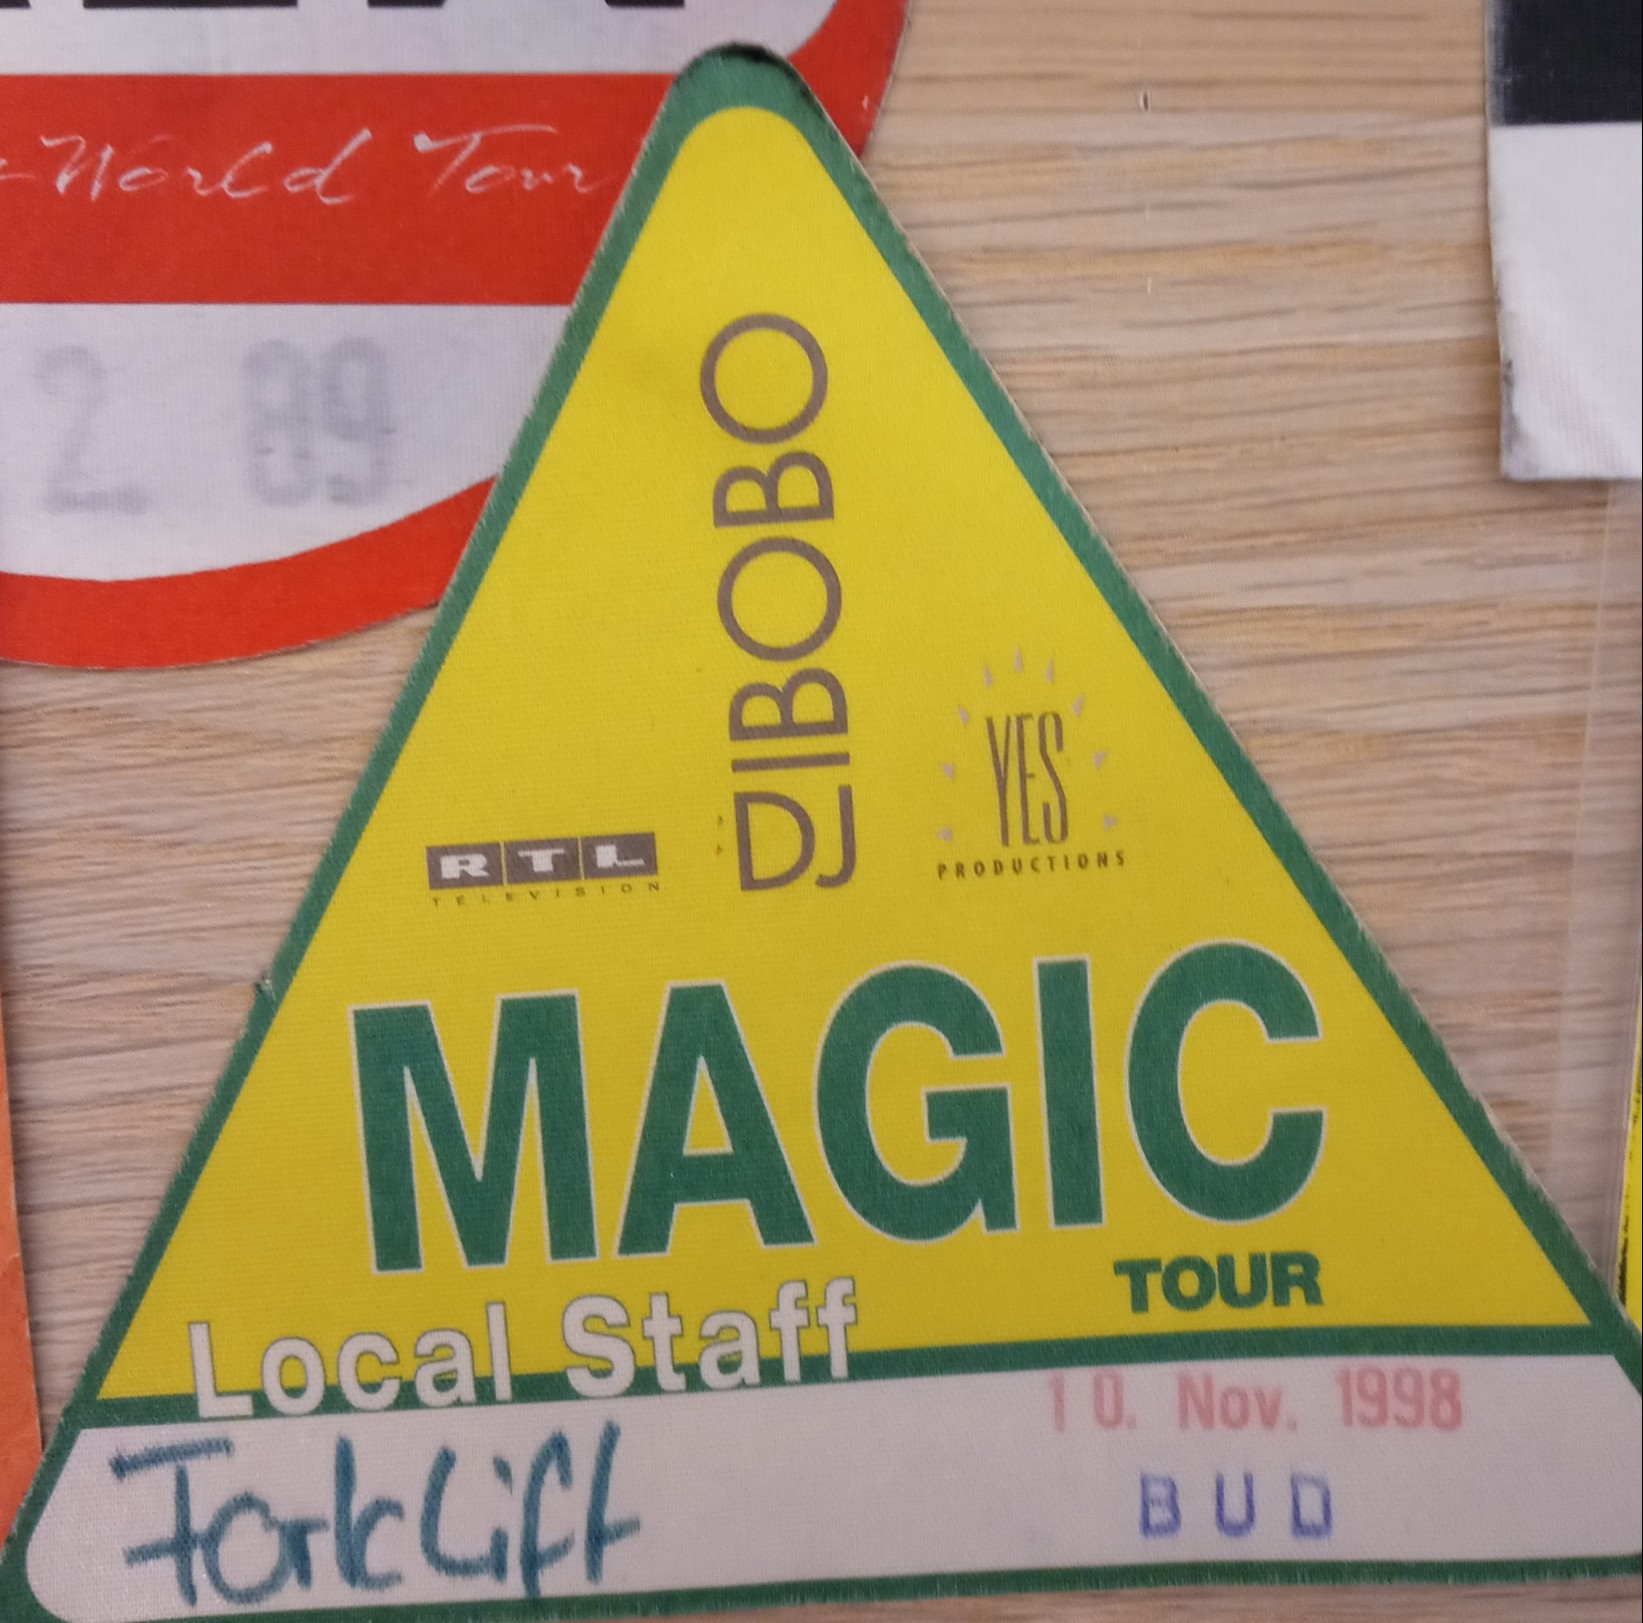 World Tour
2. 89
DJ BOBO
RTL
TELEVISION
YES
PRODUCTIONS
MAGIC
TOUR
Local Staff
10. Nov. 1998
Forklift
BUD